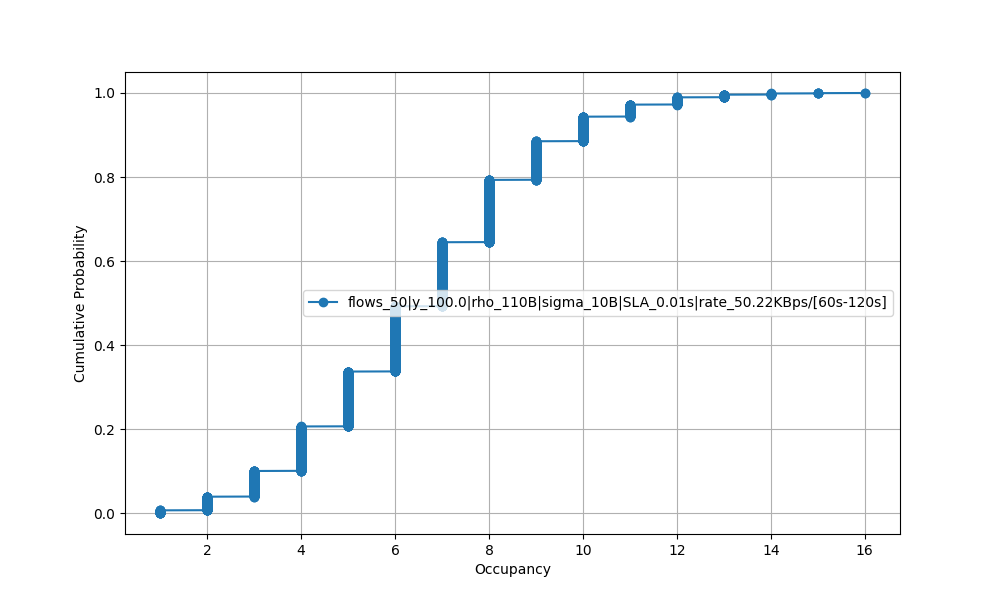 1.0
0.8
0.6
0.4
0.2
0.0
Cumulative Probability
flows_50|y_100.0|rho_110B|sigma_10B|SLA_0.01s|rate_50.22KBps/[60s-120s]
2 4 6 8 10 12 14 16
Occupancy